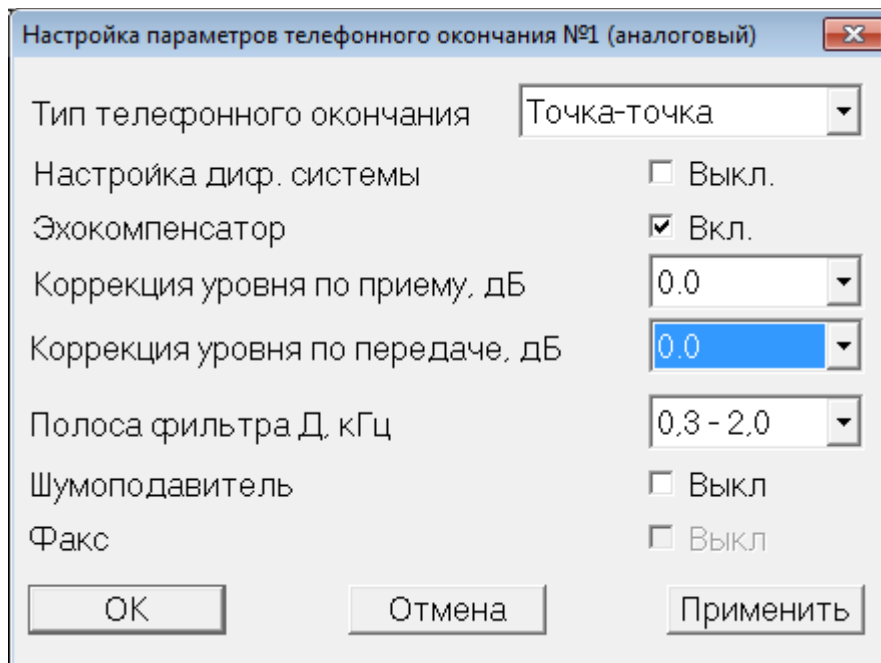 Настройка параметров телефонного окончания №1 (аналоговый)
Тип телефонного окончания Точка-точка
Настройка диф. системы Выкл.
Эхокомпенсатор Вкл.
Коррекция уровня по приему, дБ 0.0
Коррекция уровня по передаче, дБ 0.0
Полоса фильтра Д, кГц 0,3 - 2,0
Шумоподавитель Выкл
Факс Выкл
ОК Отмена Применить